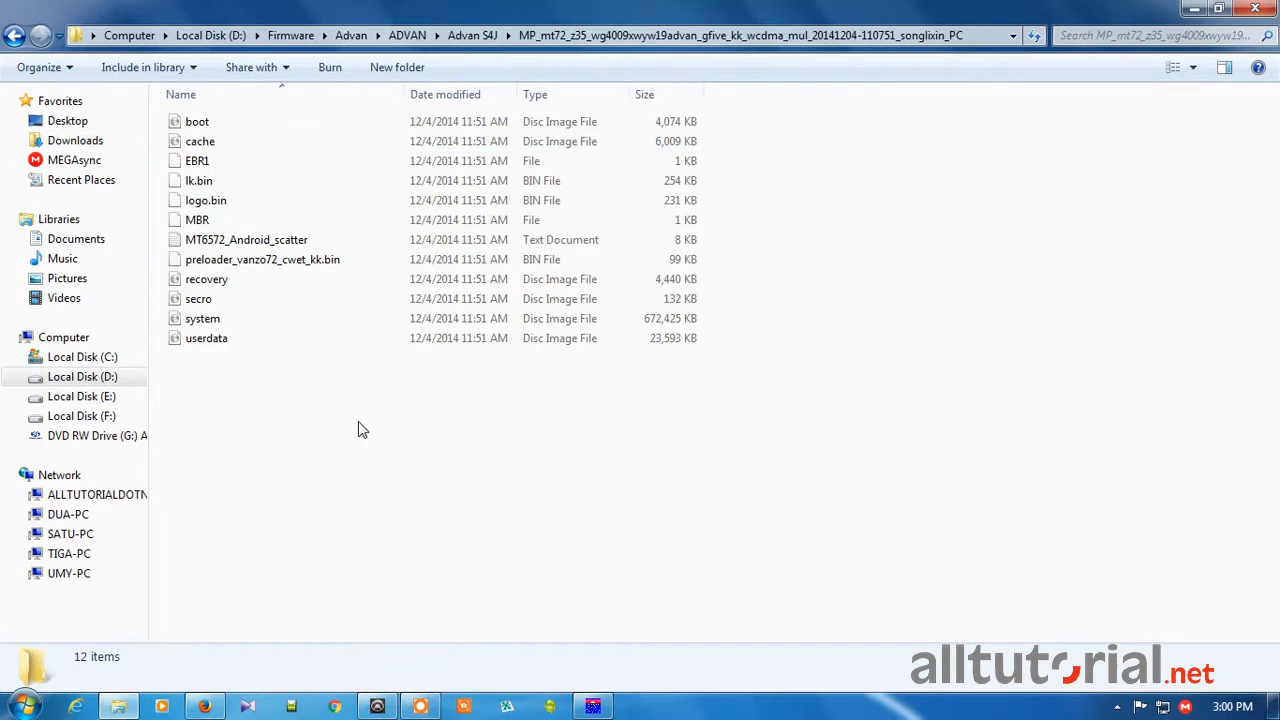 Computer Local Disk (D:) Firmware Advan ADVAN Advan S4J MP_mt72_z35_wg4009xwyw19advan_gfive_kk_wcdma_mul_20141204-110751_songlixin_PC Search MP_mt72_z35_wg4009xwyw19...
Organize Include in library Share with Burn New folder
Name Date modified Type Size
Favorites
Desktop
Downloads
MEGAsync
Recent Places
Libraries
Documents
Music
Pictures
Videos
Computer
Local Disk (C:)
Local Disk (D:)
Local Disk (E:)
Local Disk (F:)
DVD RW Drive (G:) A
Network
ALLTUTORIALDOTN
DUA-PC
SATU-PC
TIGA-PC
UMY-PC
boot 12/4/2014 11:51 AM Disc Image File 4,074 KB
cache 12/4/2014 11:51 AM Disc Image File 6,009 KB
EBR1 12/4/2014 11:51 AM File 1 KB
lk.bin 12/4/2014 11:51 AM BIN File 254 KB
logo.bin 12/4/2014 11:51 AM BIN File 231 KB
MBR 12/4/2014 11:51 AM File 1 KB
MT6572_Android_scatter 12/4/2014 11:51 AM Text Document 8 KB
preloader_vanzo72_cwet_kk.bin 12/4/2014 11:51 AM BIN File 99 KB
recovery 12/4/2014 11:51 AM Disc Image File 4,440 KB
secro 12/4/2014 11:51 AM Disc Image File 132 KB
system 12/4/2014 11:51 AM Disc Image File 672,425 KB
userdata 12/4/2014 11:51 AM Disc Image File 23,593 KB
12 items
alltutorial.net
3:00 PM